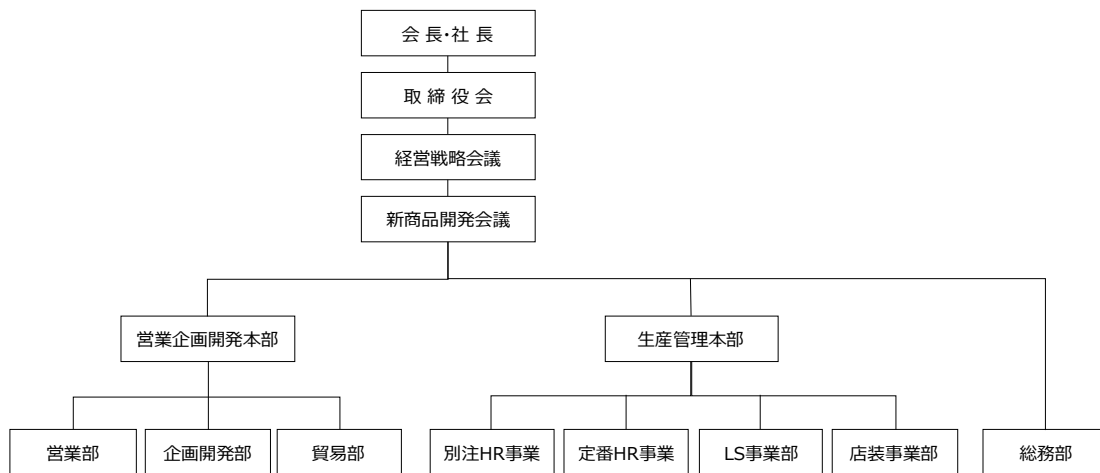 会 長・社 長
取 締 役 会
経営戦略会議
新商品開発会議
営業企画開発本部
生産管理本部
営業部
企画開発部
貿易部
別注HR事業
定番HR事業
LS事業部
店装事業部
総務部